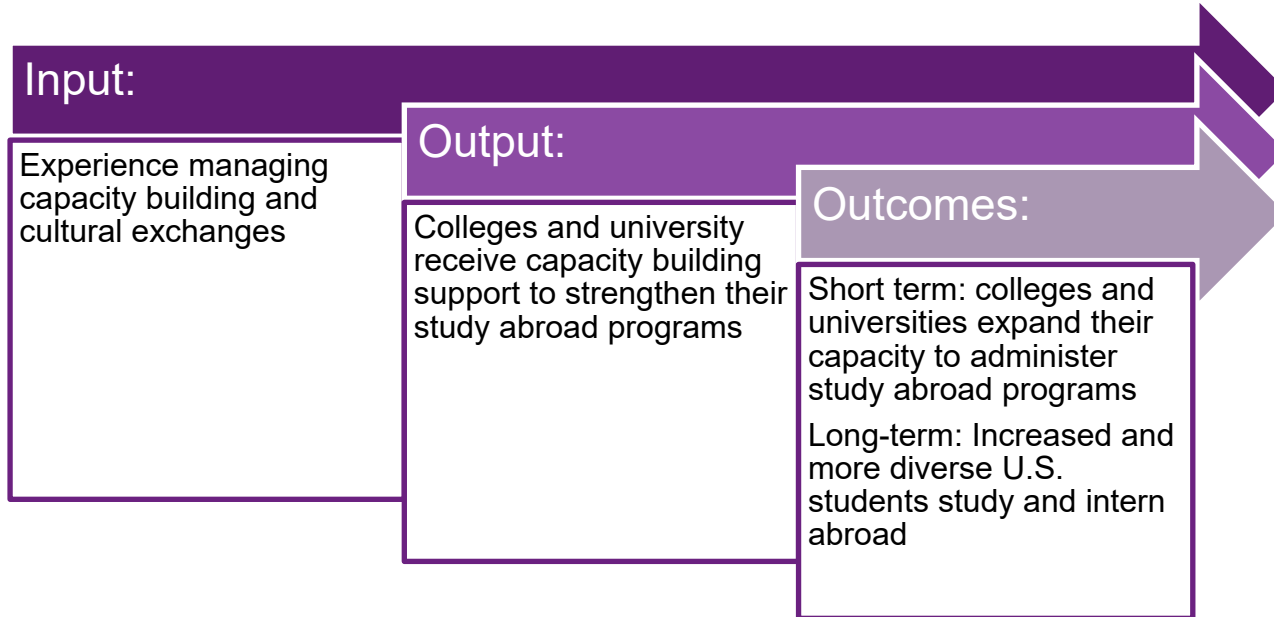 Input:
Experience managing
capacity building and
cultural exchanges
Output:
Colleges and university
receive capacity building
support to strengthen their
study abroad programs
Outcomes:
Short term: colleges and
universities expand their
capacity to administer
study abroad programs
Long-term: Increased and
more diverse U.S.
students study and intern
abroad